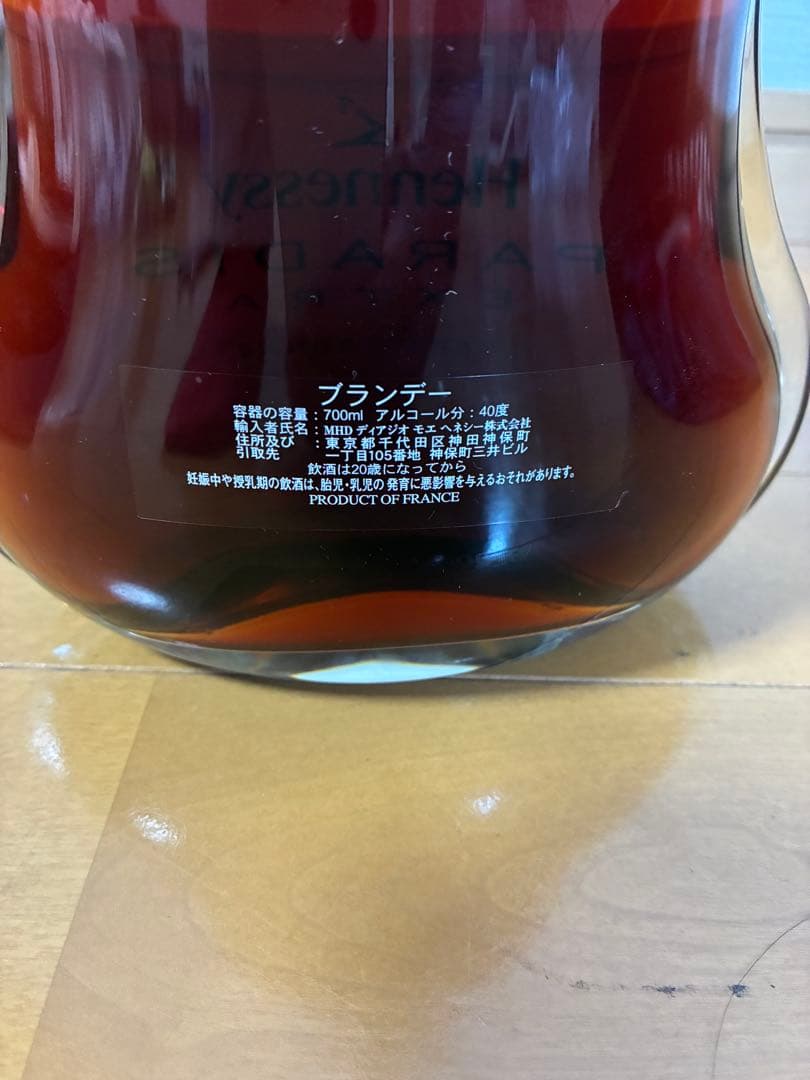 Hennessy
PARADIS
EXTRA
ブランデー
容器の容量:700ml アルコール分:40度
輸入者氏名:MHD ディアジオ モエ ヘネシー株式会社
住所及び:東京都千代田区神田神保町
引取先 一丁目105番地 神保町三井ビル
飲酒は20歳になってから
妊娠中や授乳期の飲酒は、胎児・乳児の発育に悪影響を与えるおそれがあります。
PRODUCT OF FRANCE